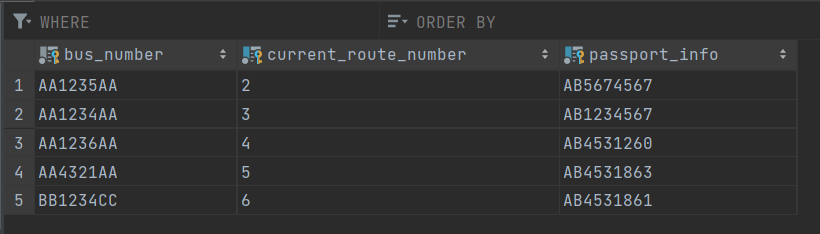 WHERE ORDER BY
bus_number current_route_number passport_info
1 AA1235AA 2 AB5674567
2 AA1234AA 3 AB1234567
3 AA1236AA 4 AB4531260
4 AA4321AA 5 AB4531863
5 BB1234CC 6 AB4531861